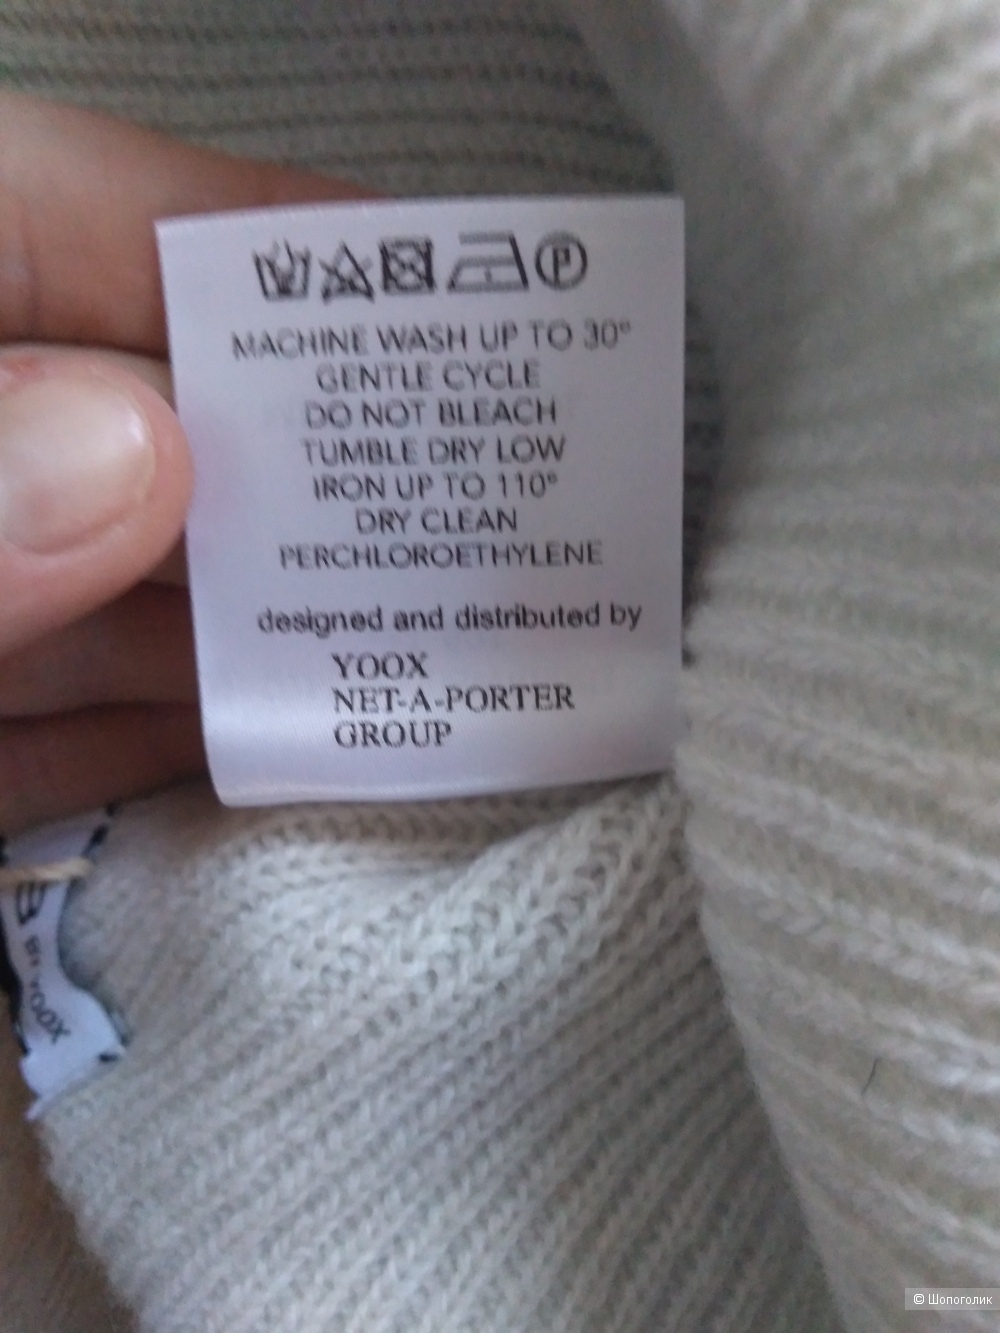 MACHINE WASH UP TO 30°
GENTLE CYCLE
DO NOT BLEACH
TUMBLE DRY LOW
IRON UP TO 110°
DRY CLEAN
PERCHLOROETHYLENE
designed and distributed by
YOOX
NET-A-PORTER
GROUP
BY YOOX
© Шопоголик